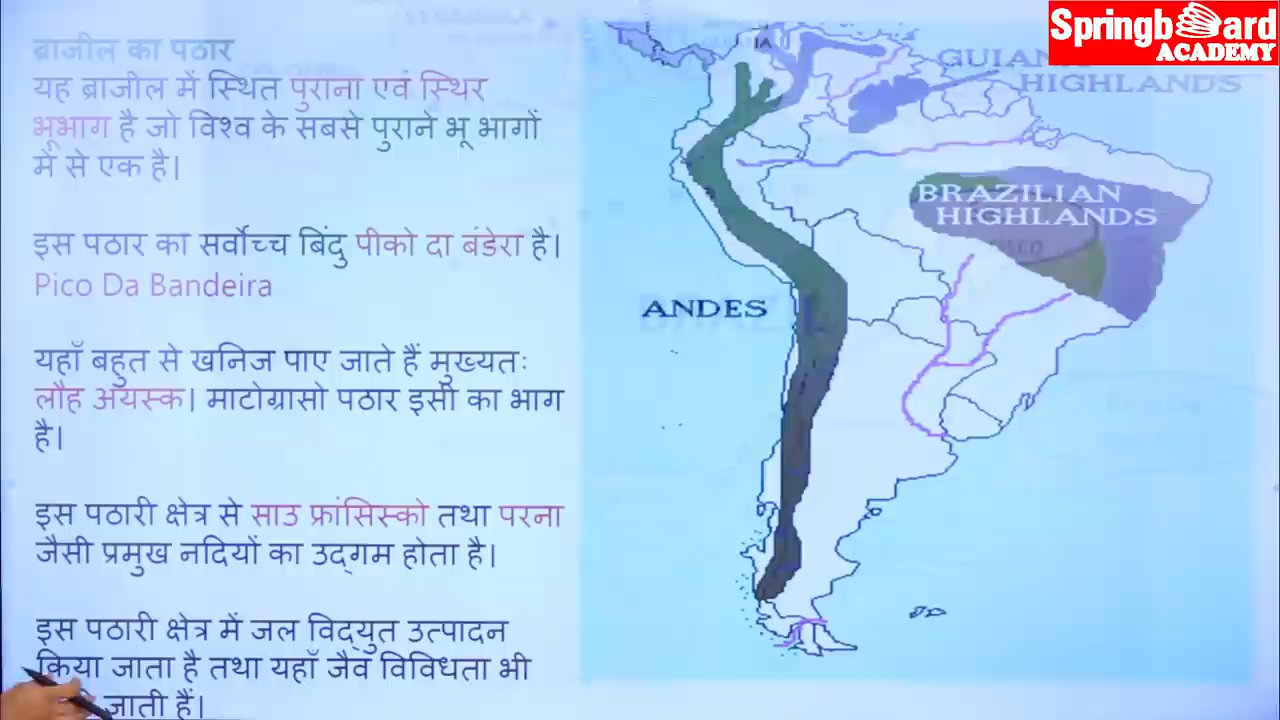 ब्राजील का पठार
यह ब्राजील में स्थित पुराना एवं स्थिर
भूभाग है जो विश्व के सबसे पुराने भू भागों
में से एक है।
इस पठार का सर्वोच्च बिंदु पीको दा बंडेरा है।
Pico Da Bandeira
यहाँ बहुत से खनिज पाए जाते हैं मुख्यतः
लौह अयस्क। माटोग्रासो पठार इसी का भाग
है।
इस पठारी क्षेत्र से साउ फ्रांसिस्को तथा परना
जैसी प्रमुख नदियों का उद्गम होता है।
इस पठारी क्षेत्र में जल विद्युत उत्पादन
किया जाता है तथा यहाँ जैव विविधता भी
जाती हैं।
Springboard
ACADEMY
HIGHLANDS
BRAZILIAN
HIGHLANDS
ANDES